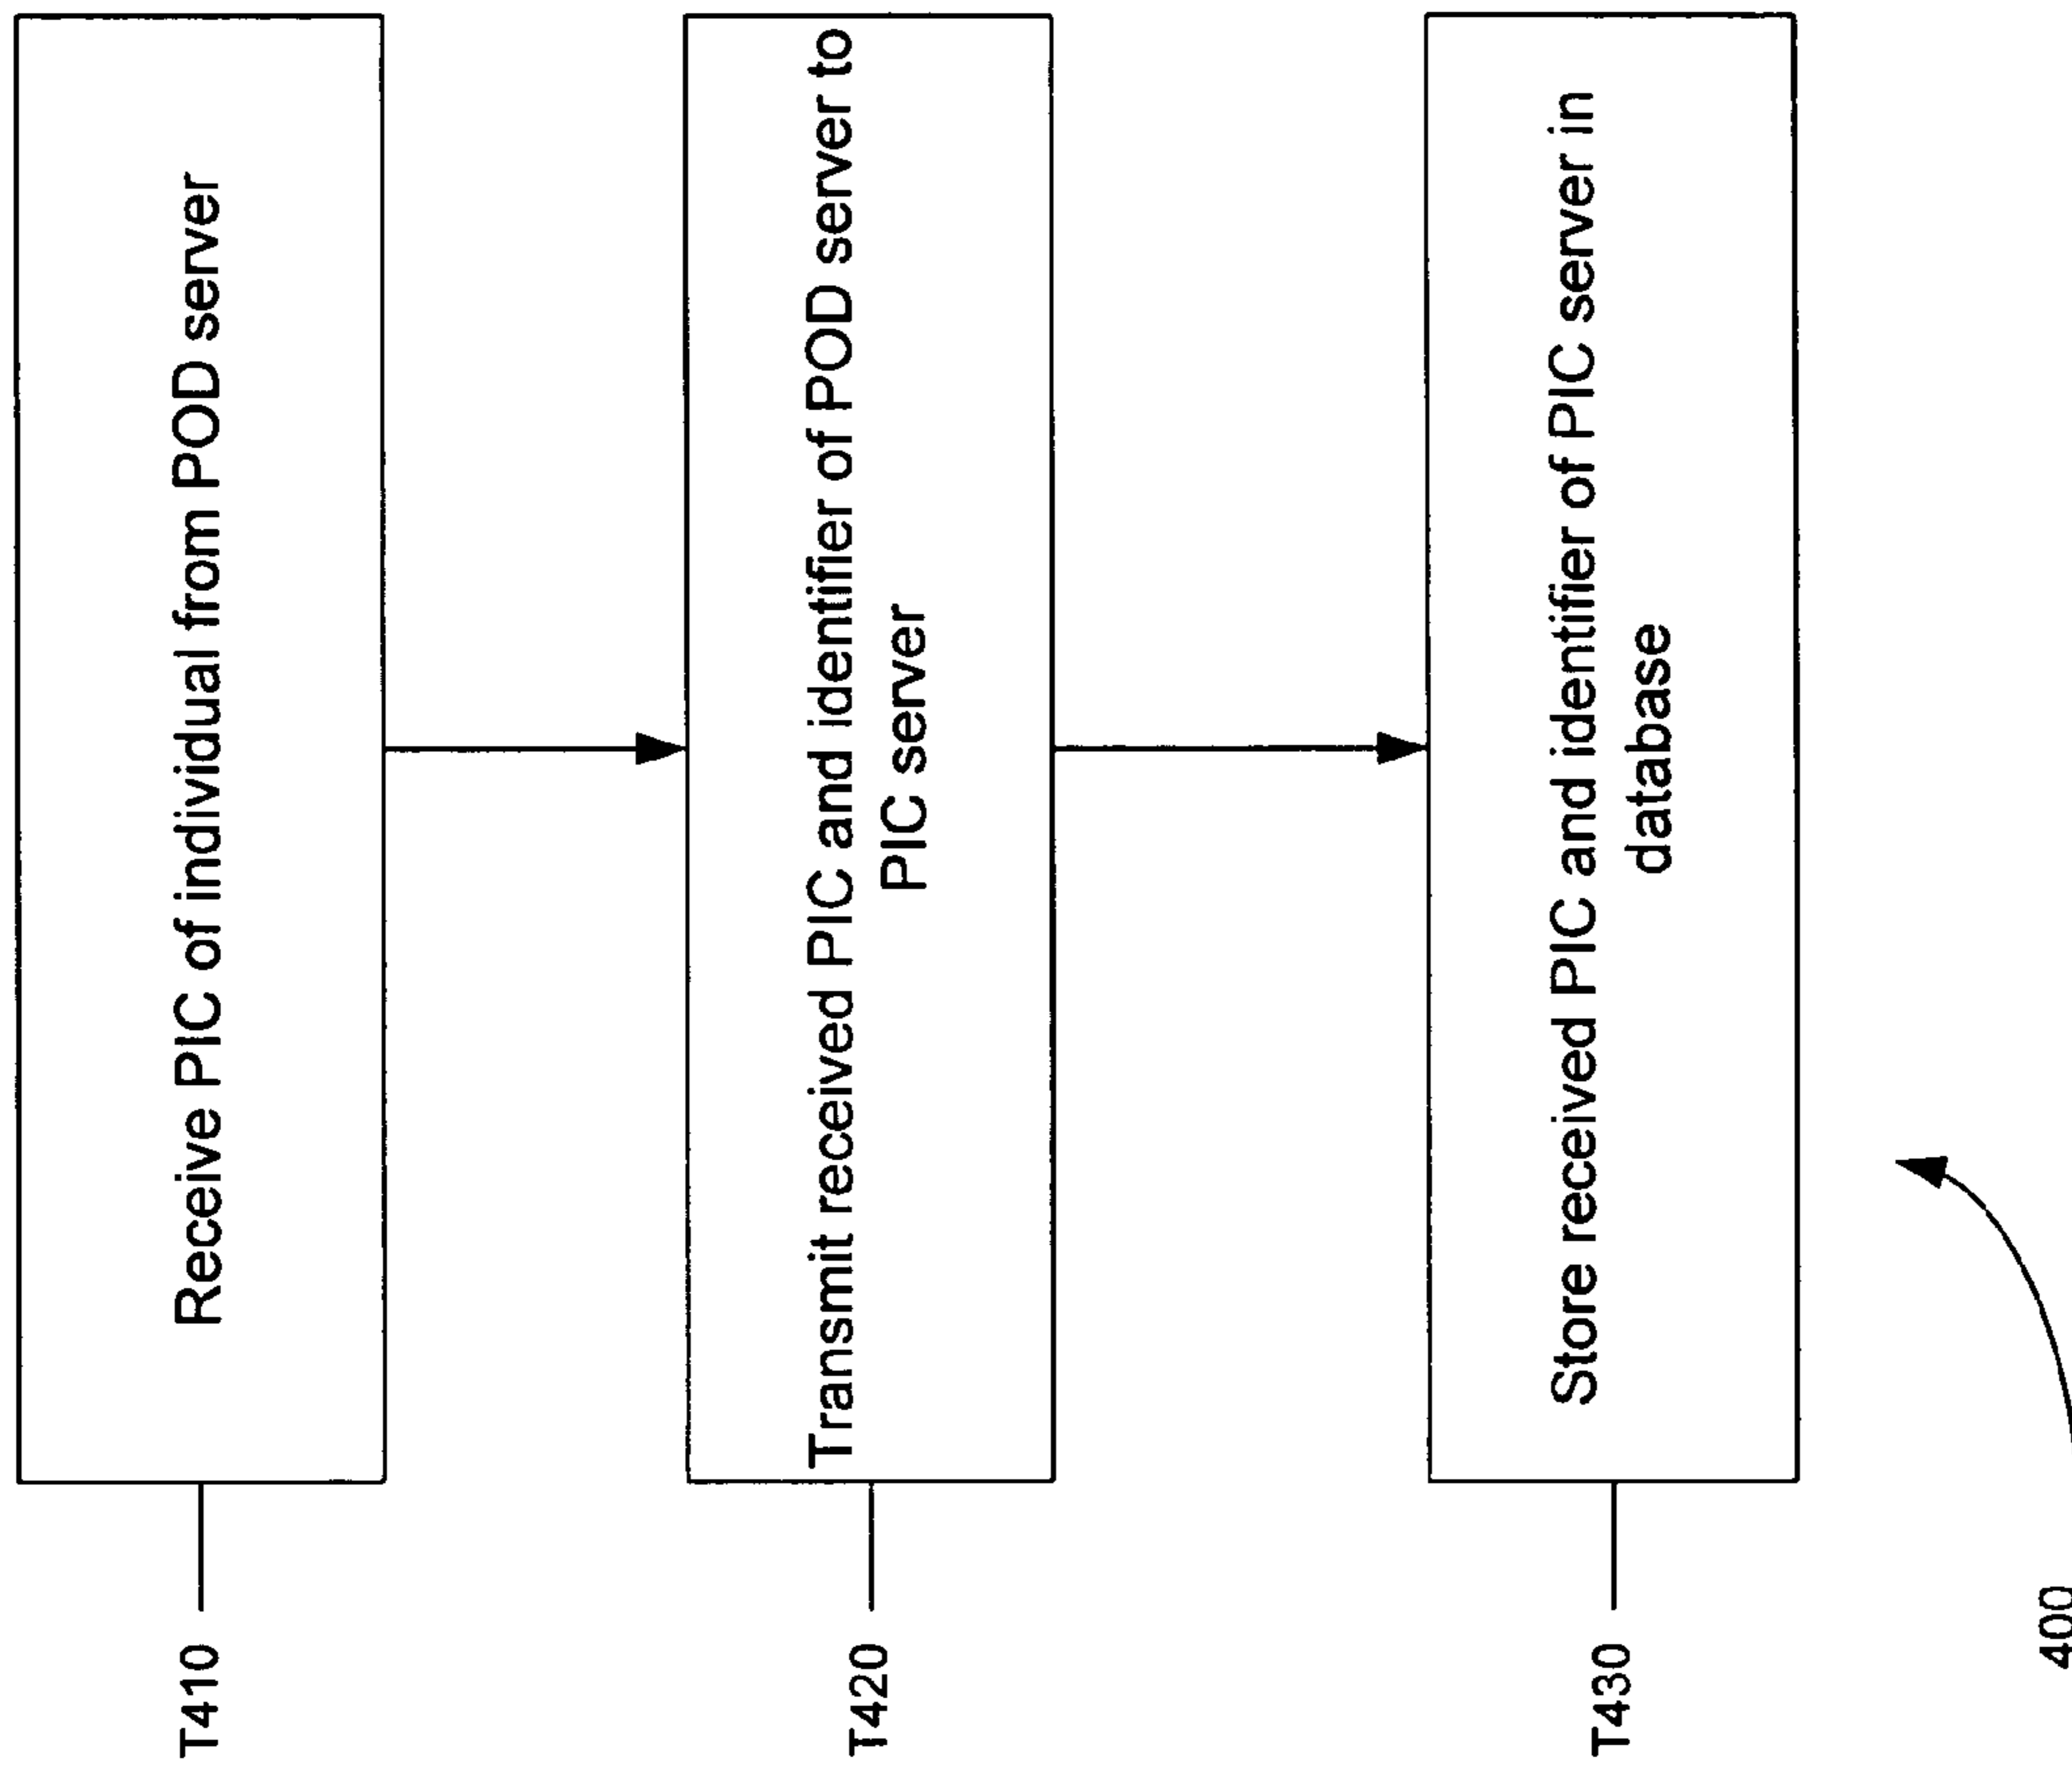 T410
Receive PIC of individual from POD server
T420
Transmit received PIC and identifier of POD server to
PIC server
T430
Store received PIC and identifier of PIC server in
database
400